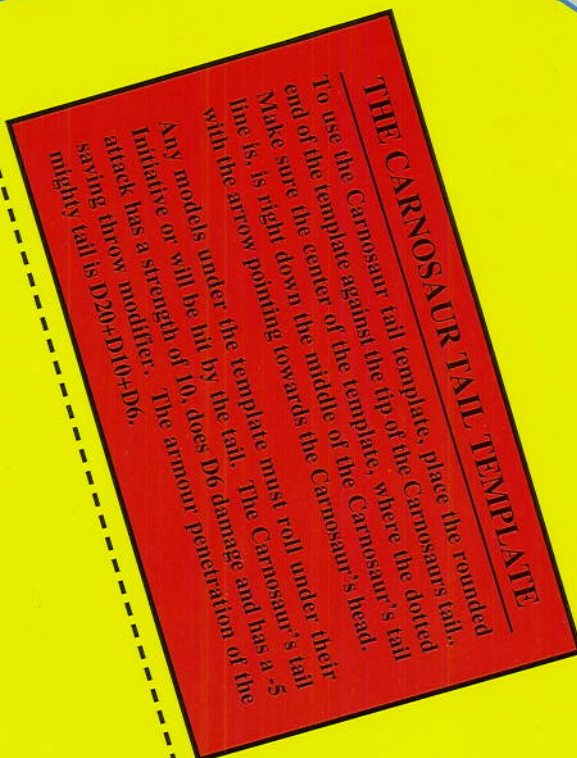 THE CARNOSAUR TAIL TEMPLATE
To use the Carnosaur tail template, place the rounded
end of the template against the tip of the Carnosaurs tail.,
Make sure the center of the template, where the dotted
line is, is right down the middle of the Carnosaur's tail
with the arrow pointing towards the Carnosaur's head.
Any models under the template must roll under their
Initiative or will be hit by the tail. The Carnosaur's tail
attack has a strength of 10, does D6 damage and has a -5
saving throw modifier. The armour penetration of the
mighty tail is D20+D10+D6.